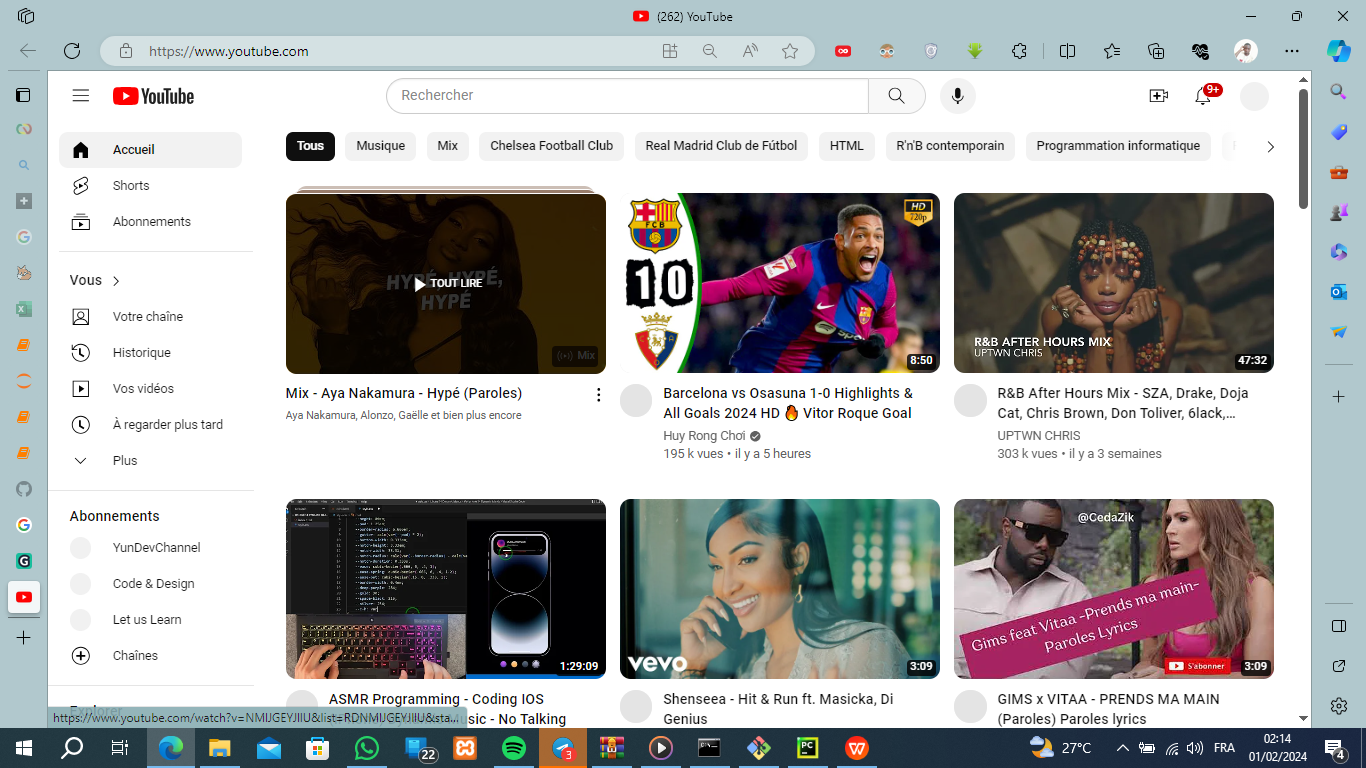 (262) YouTube
https://www.youtube.com
YouTube
Rechercher
9+
Accueil
Shorts
Abonnements
Vous
Votre chaîne
Historique
Vos vidéos
À regarder plus tard
Plus
Abonnements
YunDevChannel
Code & Design
Let us Learn
Chaînes
Explorer
Tous
Musique
Mix
Chelsea Football Club
Real Madrid Club de Fútbol
HTML
R'n'B contemporain
Programmation informatique
HYPÉ, HYPÉ,
HYPÉ
TOUT LIRE
Mix
Mix - Aya Nakamura - Hypé (Paroles)
Aya Nakamura, Alonzo, Gaëlle et bien plus encore
FCB
10
HD
720p
8:50
Barcelona vs Osasuna 1-0 Highlights &
All Goals 2024 HD 🔥 Vitor Roque Goal
Huy Rong Chơi
195 k vues • il y a 5 heures
R&B AFTER HOURS MIX
UPTWN CHRIS
47:32
R&B After Hours Mix - SZA, Drake, Doja
Cat, Chris Brown, Don Toliver, 6lack,...
UPTWN CHRIS
303 k vues • il y a 3 semaines
1:29:09
ASMR Programming - Coding IOS
Music - No Talking
vevo
3:09
Shenseea - Hit & Run ft. Masicka, Di
Genius
@CedaZik
Gims feat Vitaa -Prends ma main-
Paroles Lyrics
S'abonner
3:09
GIMS x VITAA - PRENDS MA MAIN
(Paroles) Paroles lyrics
https://www.youtube.com/watch?v=NMlJGEYJIlU&list=RDNMlJGEYJIlU&sta...
22
3
27°C
FRA
02:14
01/02/2024
4